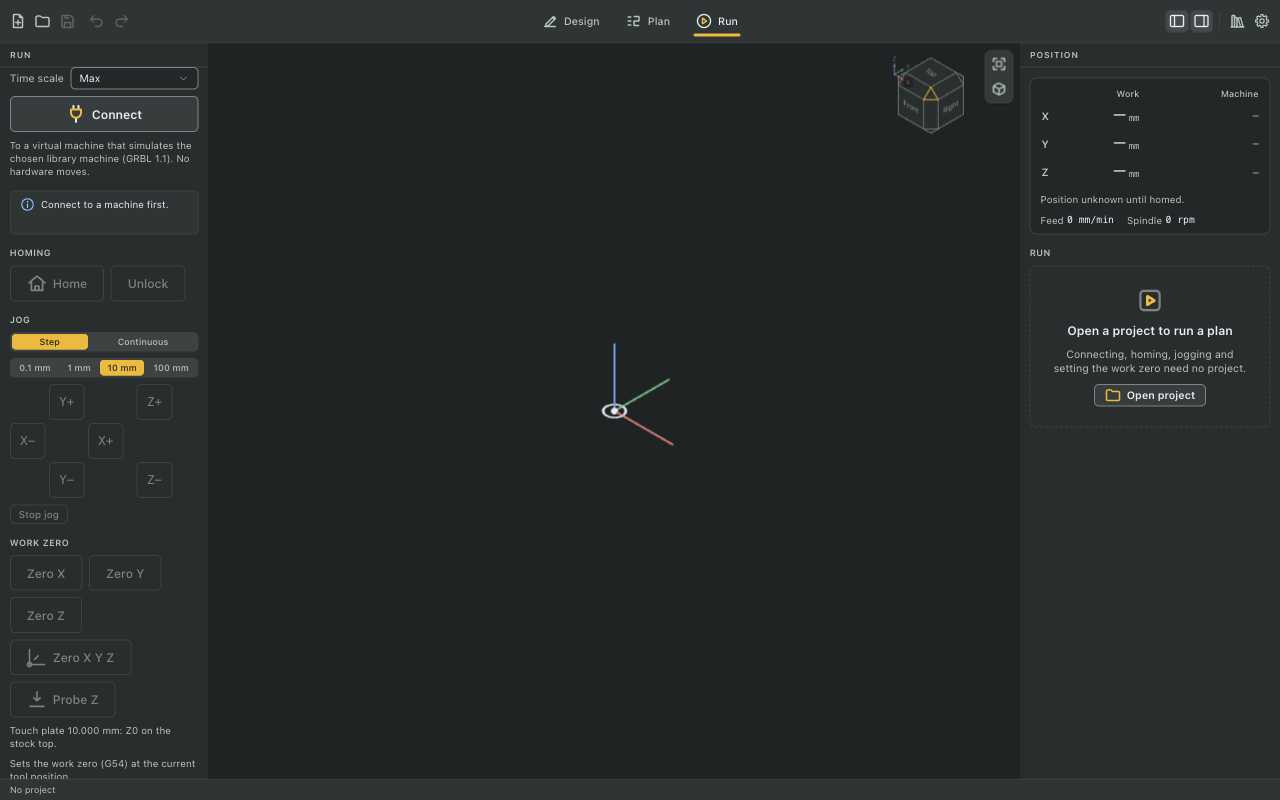 Design
Plan
Run
RUN
Time scale
Max
Connect
To a virtual machine that simulates the
chosen library machine (GRBL 1.1). No
hardware moves.
Connect to a machine first.
HOMING
Home
Unlock
JOG
Step
Continuous
0.1 mm
1 mm
10 mm
100 mm
Y+
Z+
X−
X+
Y−
Z−
Stop jog
WORK ZERO
Zero X
Zero Y
Zero Z
Zero X Y Z
Probe Z
Touch plate 10.000 mm: Z0 on the
stock top.
Sets the work zero (G54) at the current
tool position.
No project
Top
Front
Right
Z
X
POSITION
Work
Machine
X
— mm
–
Y
— mm
–
Z
— mm
–
Position unknown until homed.
Feed 0 mm/min
Spindle 0 rpm
RUN
Open a project to run a plan
Connecting, homing, jogging and
setting the work zero need no project.
Open project